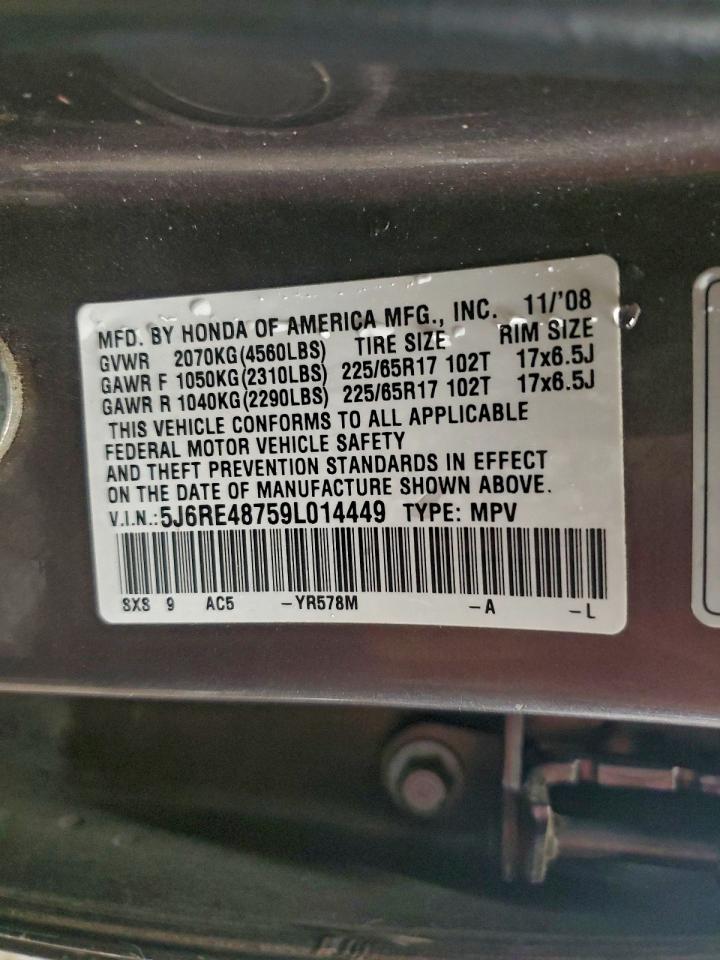 MFD. BY HONDA OF AMERICA MFG., INC. 11/'08
GVWR 2070KG(4560LBS) TIRE SIZE RIM SIZE
GAWR F 1050KG(2310LBS) 225/65R17 102T 17x6.5J
GAWR R 1040KG(2290LBS) 225/65R17 102T 17x6.5J
THIS VEHICLE CONFORMS TO ALL APPLICABLE
FEDERAL MOTOR VEHICLE SAFETY
AND THEFT PREVENTION STANDARDS IN EFFECT
ON THE DATE OF MANUFACTURE SHOWN ABOVE.
V.I.N.:5J6RE48759L014449 TYPE: MPV
SXS 9 AC5 -YR578M -A -L